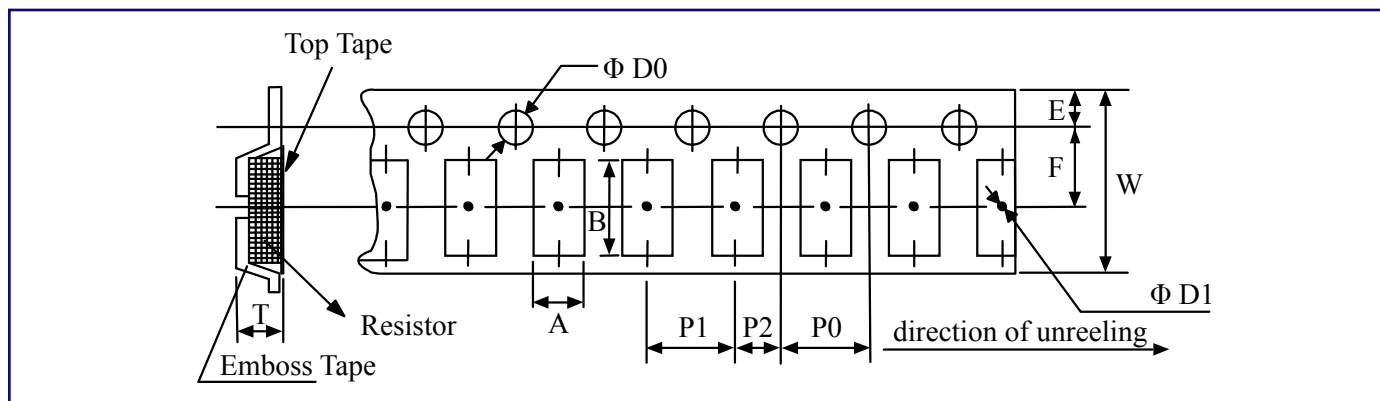 Top Tape
Φ D0
E
F
W
B
Φ D1
T
Resistor
A
P1
P2
P0
direction of unreeling
Emboss Tape